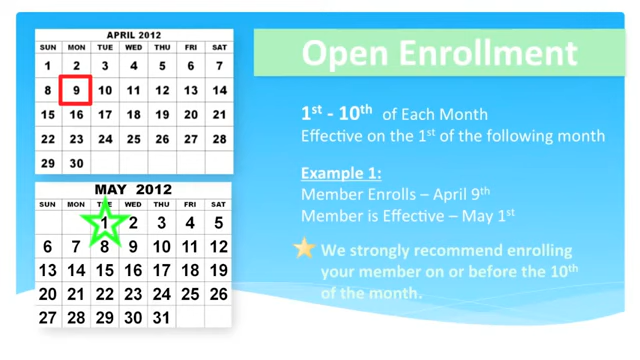 APRIL 2012
SUN MON TUE WED THU FRI SAT
1 2 3 4 5 6 7
8 9 10 11 12 13 14
15 16 17 18 19 20 21
22 23 24 25 26 27 28
29 30
MAY 2012
SUN MON TUE WED THU FRI SAT
1 2 3 4 5
6 7 8 9 10 11 12
13 14 15 16 17 18 19
20 21 22 23 24 25 26
27 28 29 30 31
Open Enrollment
1st - 10th of Each Month
Effective on the 1st of the following month
Example 1:
Member Enrolls – April 9th
Member is Effective – May 1st
We strongly recommend enrolling
your member on or before the 10th
of the month.